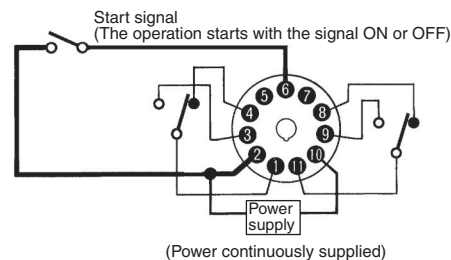 Start signal
(The operation starts with the signal ON or OFF)
6
5 7
4 8
3 9
2 10
1 11
Power
supply
(Power continuously supplied)